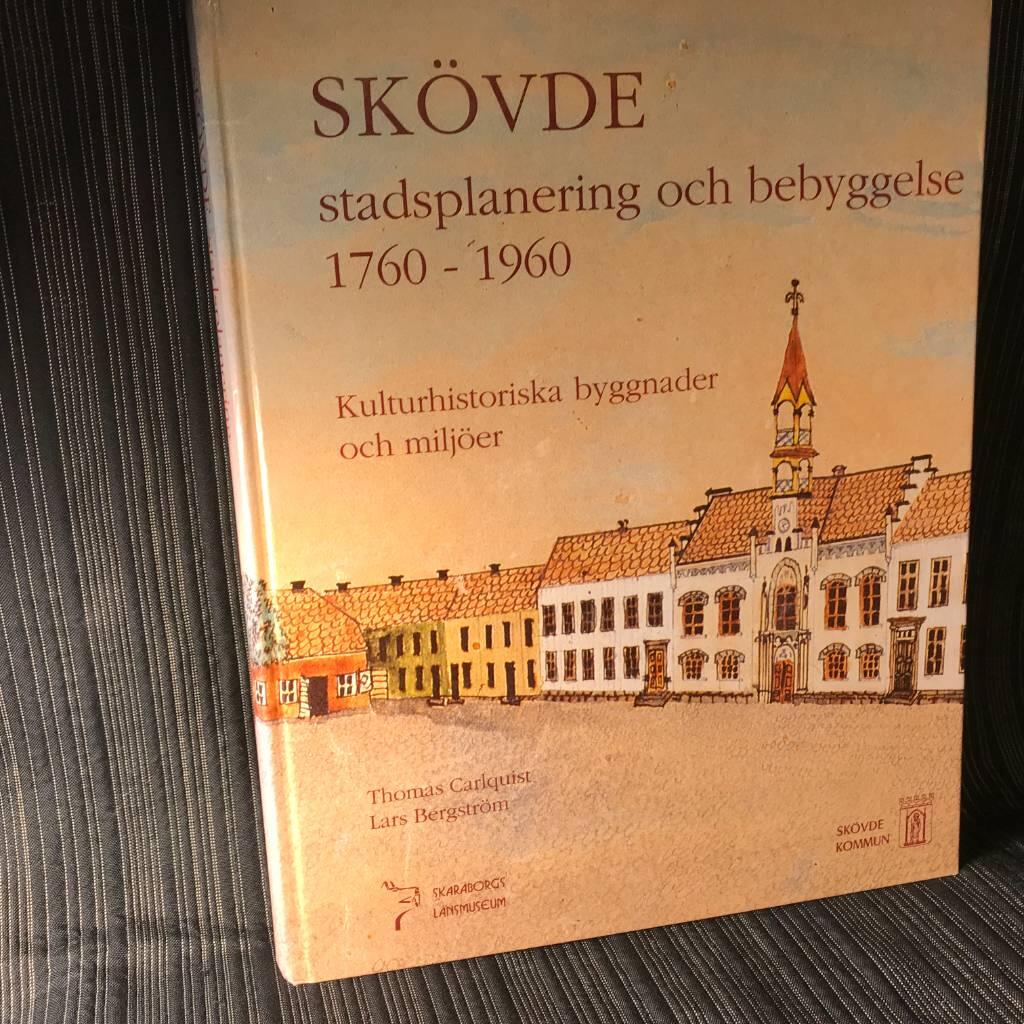 SKÖVDE
stadsplanering och bebyggelse
1760 - 1960
Kulturhistoriska byggnader
och miljöer
Thomas Carlquist
Lars Bergström
SKARABORGS
LÄNSMUSEUM
SKÖVDE
KOMMUN